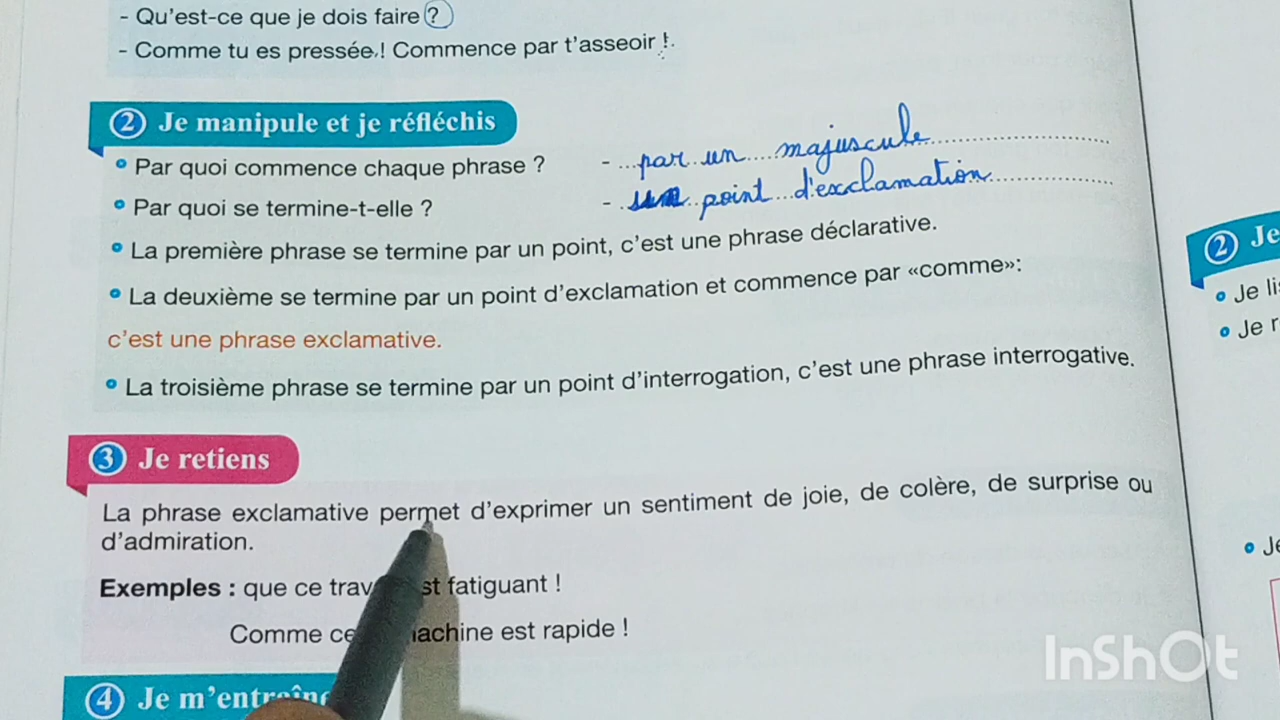 - Qu'est-ce que je dois faire ?
- Comme tu es pressée.! Commence par t'asseoir !.
2 Je manipule et je réfléchis
• Par quoi commence chaque phrase ? - ...par un majuscule
• Par quoi se termine-t-elle ? - un point d'exclamation
• La première phrase se termine par un point, c'est une phrase déclarative.
• La deuxième se termine par un point d'exclamation et commence par «comme»:
c'est une phrase exclamative.
• La troisième phrase se termine par un point d'interrogation, c'est une phrase interrogative.
3 Je retiens
La phrase exclamative permet d'exprimer un sentiment de joie, de colère, de surprise ou
d'admiration.
Exemples : que ce st fatiguant !
Comme machine est rapide !
4 Je m'entraîne
2 Je
• Je
• Je
• Je
InShOt